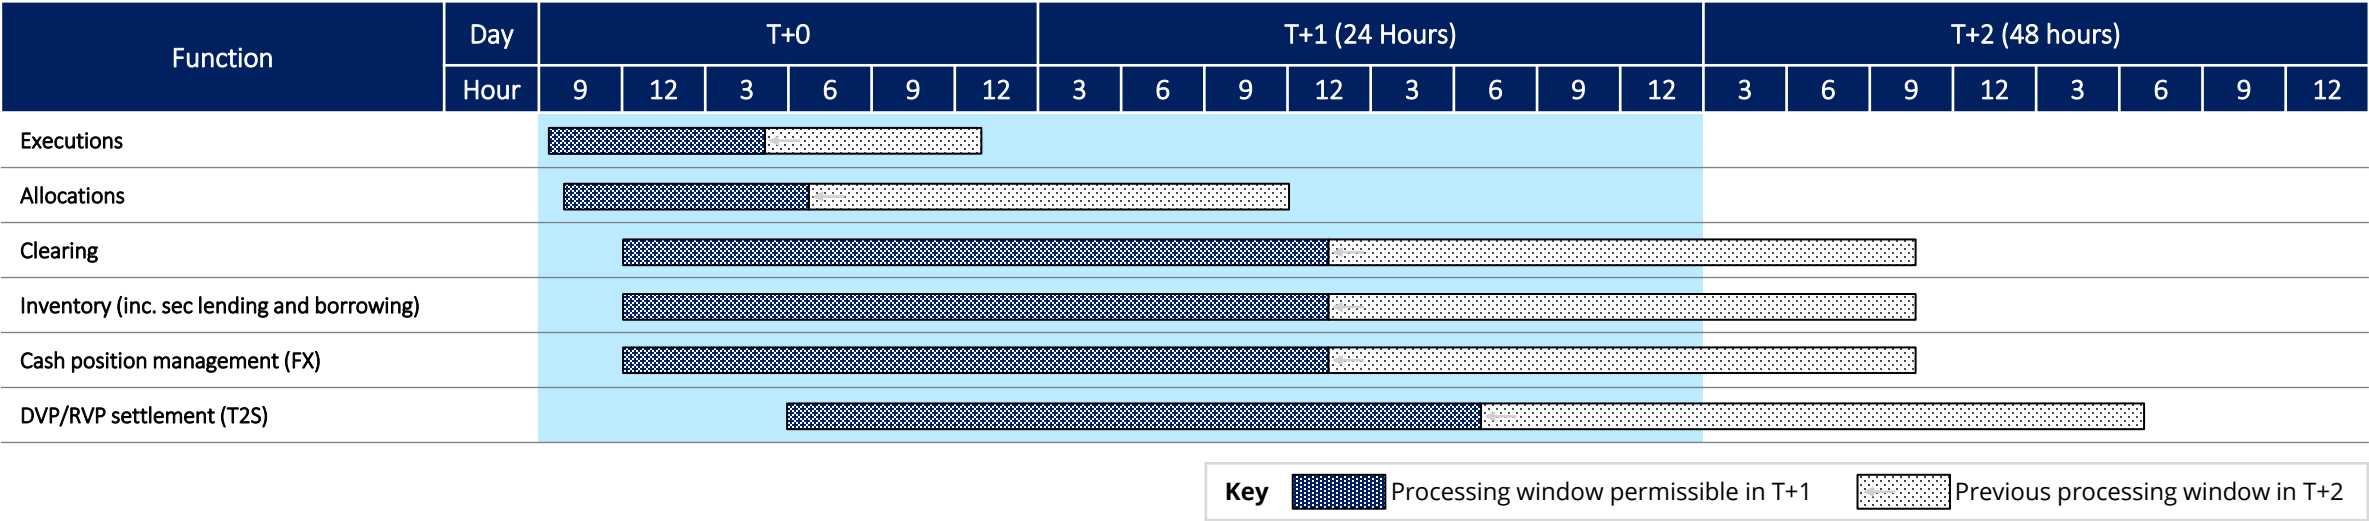 Function Day T+0 T+1 (24 Hours) T+2 (48 hours)
Hour 9 12 3 6 9 12 3 6 9 12 3 6 9 12 3 6 9 12 3 6 9 12
Executions
Allocations
Clearing
Inventory (inc. sec lending and borrowing)
Cash position management (FX)
DVP/RVP settlement (T2S)
Key Processing window permissible in T+1 Previous processing window in T+2